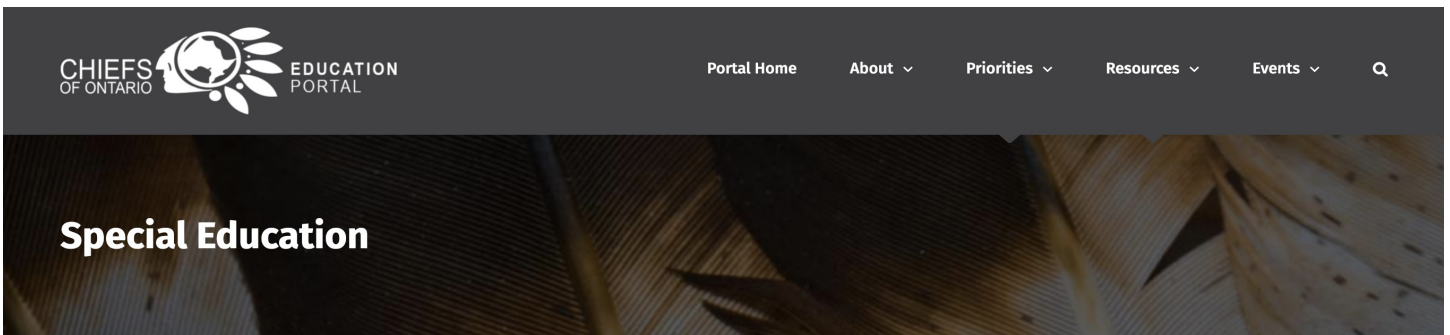 CHIEFS
OF ONTARIO
EDUCATION
PORTAL
Portal Home
About
Priorities
Resources
Events
Special Education